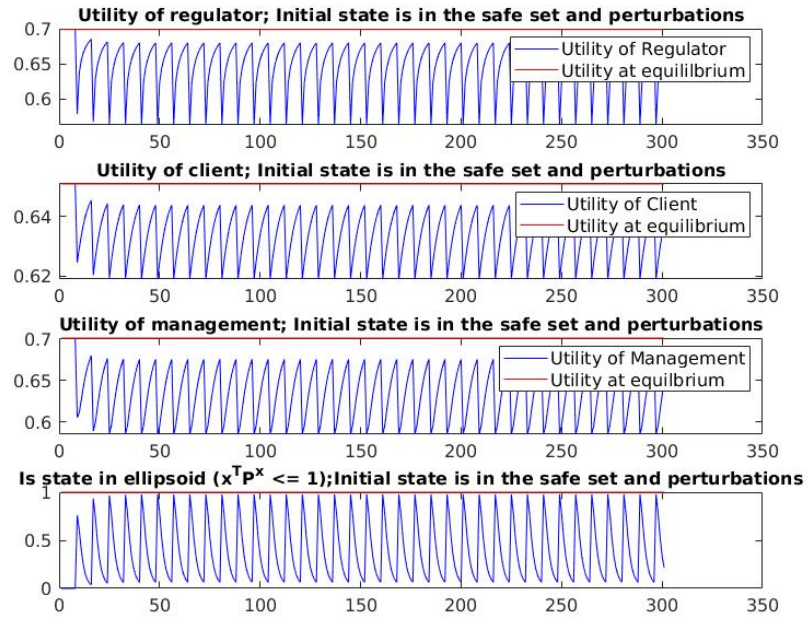 Utility of regulator; Initial state is in the safe set and perturbations
0.7
0.65
0.6
Utility of Regulator
Utility at equililbrium
0 50 100 150 200 250 300 350
Utility of client; Initial state is in the safe set and perturbations
0.64
0.62
Utility of Client
Utility at equilibrium
0 50 100 150 200 250 300 350
Utility of management; Initial state is in the safe set and perturbations
0.7
0.65
0.6
Utility of Management
Utility at equilbrium
0 50 100 150 200 250 300 350
Is state in ellipsoid (x^T P^x <= 1);Initial state is in the safe set and perturbations
1
0.5
0
0 50 100 150 200 250 300 350